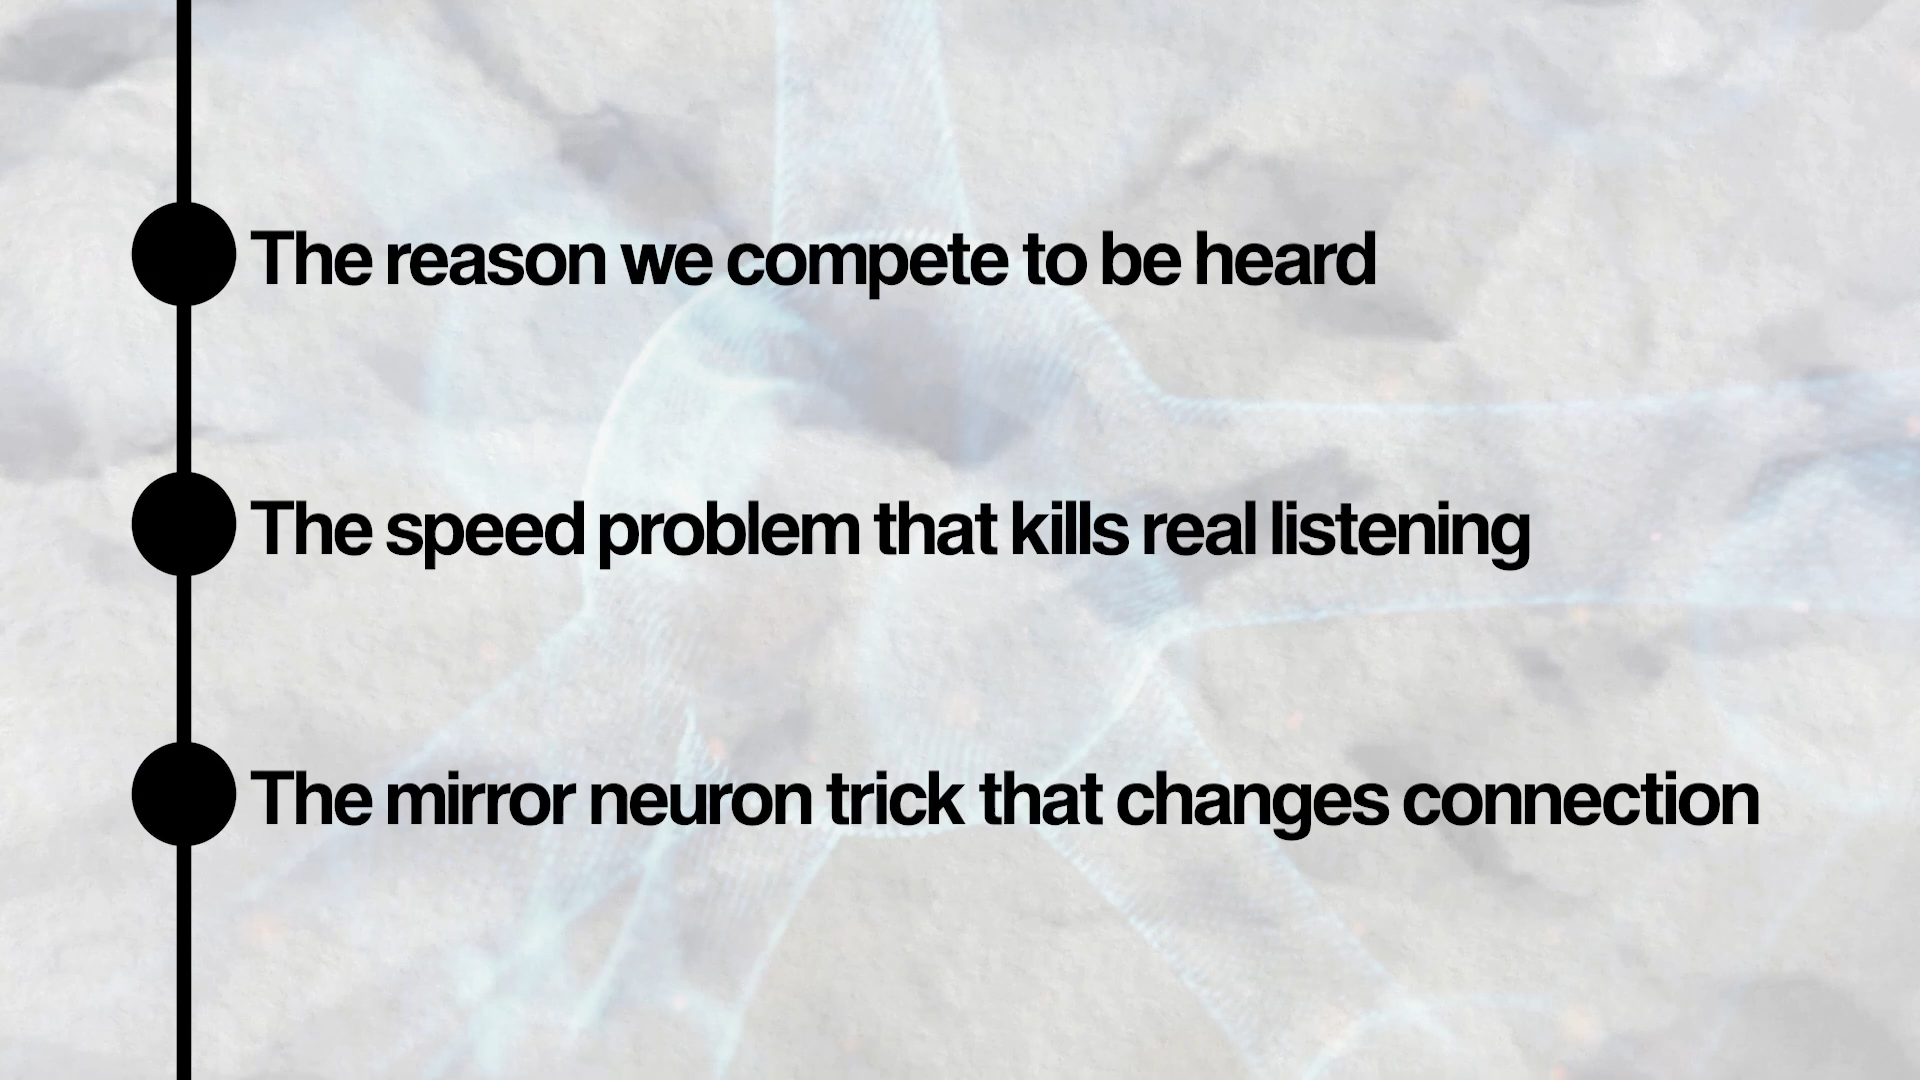 The reason we compete to be heard
The speed problem that kills real listening
The mirror neuron trick that changes connection